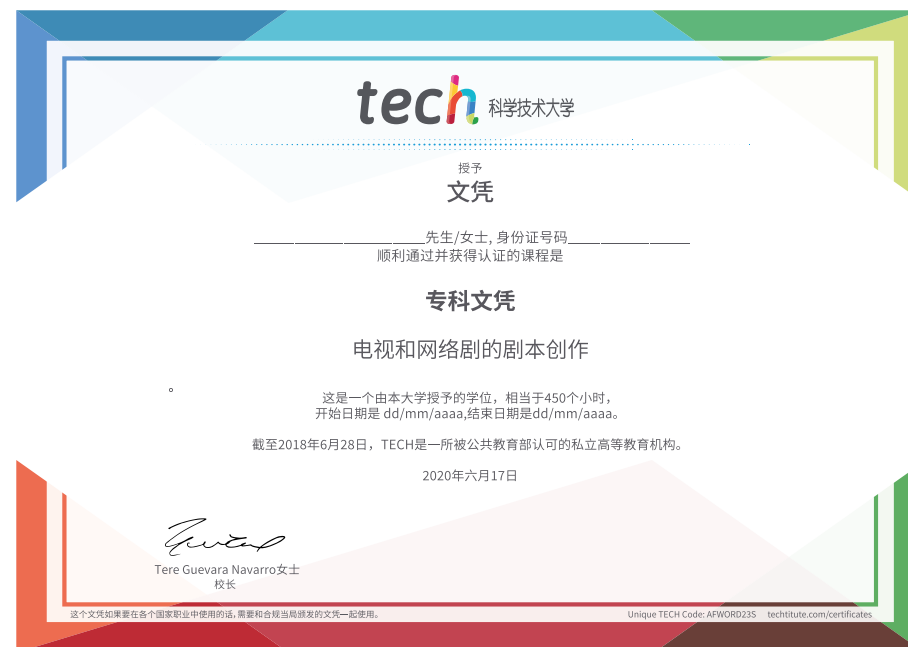 tech 科学技术大学
授予
文凭
______________________先生/女士, 身份证号码________________
顺利通过并获得认证的课程是
专科文凭
电视和网络剧的剧本创作
。
这是一个由本大学授予的学位，相当于450个小时，
开始日期是 dd/mm/aaaa,结束日期是dd/mm/aaaa。
截至2018年6月28日，TECH是一所被公共教育部认可的私立高等教育机构。
2020年六月17日
Tere Guevara Navarro女士
校长
这个文凭如果要在各个国家职业中使用的话,需要和合规当局颁发的文凭一起使用。
Unique TECH Code: AFWORD23S techtitute.com/certificates